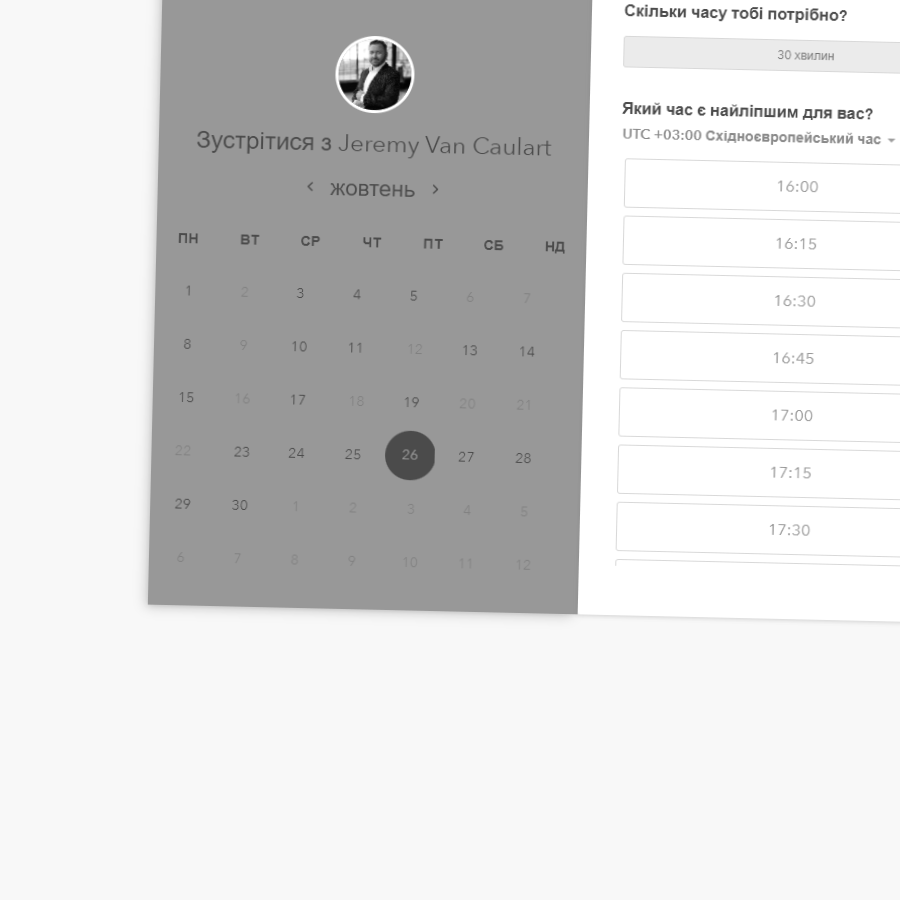 Зустрітися з Jeremy Van Caulart
жовтень
ПН ВТ СР ЧТ ПТ СБ НД
1 2 3 4 5 6 7
8 9 10 11 12 13 14
15 16 17 18 19 20 21
22 23 24 25 26 27 28
29 30 1 2 3 4 5
6 7 8 9 10 11 12
Скільки часу тобі потрібно?
30 хвилин
Який час є найліпшим для вас?
UTC +03:00 Східноєвропейський час
16:00
16:15
16:30
16:45
17:00
17:15
17:30